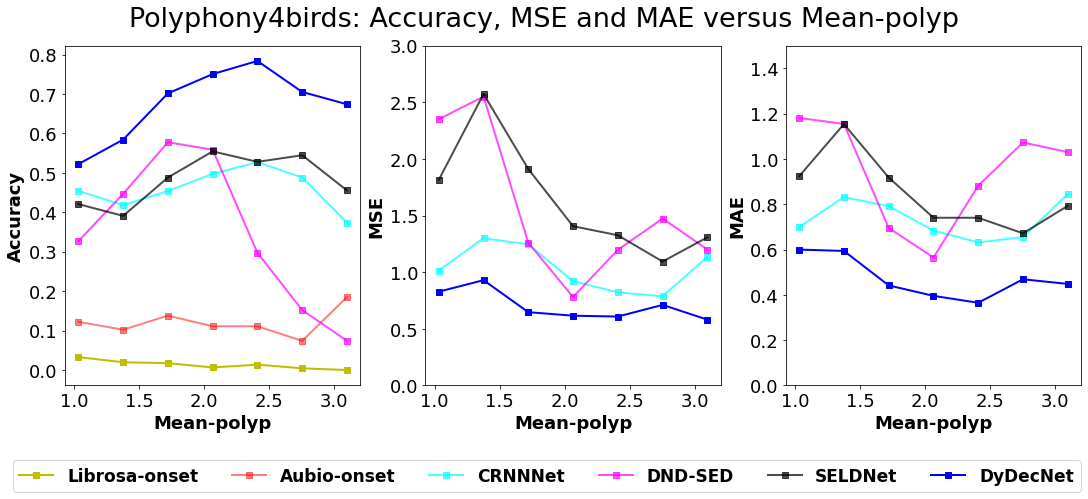 Polyphony4birds: Accuracy, MSE and MAE versus Mean-polyp
Accuracy
0.8
0.7
0.6
0.5
0.4
0.3
0.2
0.1
0.0
1.0 1.5 2.0 2.5 3.0
Mean-polyp
MSE
3.0
2.5
2.0
1.5
1.0
0.5
0.0
1.0 1.5 2.0 2.5 3.0
Mean-polyp
MAE
1.4
1.2
1.0
0.8
0.6
0.4
0.2
0.0
1.0 1.5 2.0 2.5 3.0
Mean-polyp
Librosa-onset Aubio-onset CRNNNet DND-SED SELDNet DyDecNet